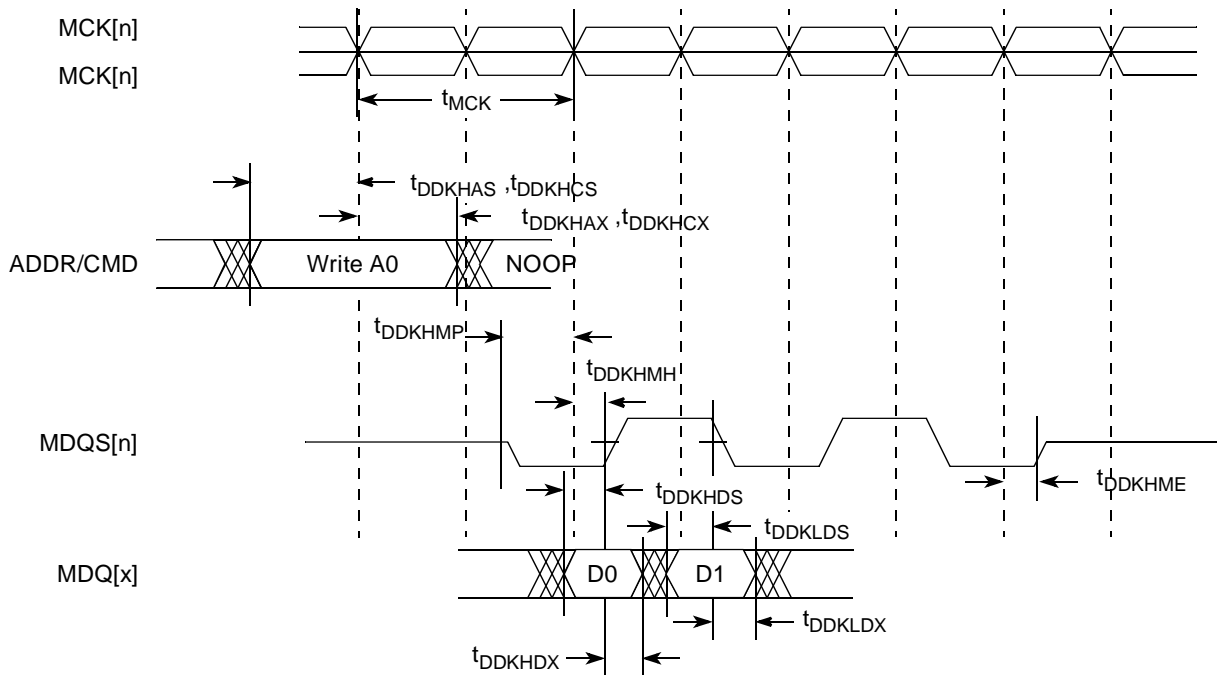 MCK[n]
MCK[n]
tMCK
tDDKHAS ,tDDKHCS
tDDKHAX ,tDDKHCX
ADDR/CMD
Write A0
NOOP
tDDKHMP
tDDKHMH
MDQS[n]
tDDKHME
tDDKHDS
tDDKLDS
MDQ[x]
D0
D1
tDDKLDX
tDDKHDX